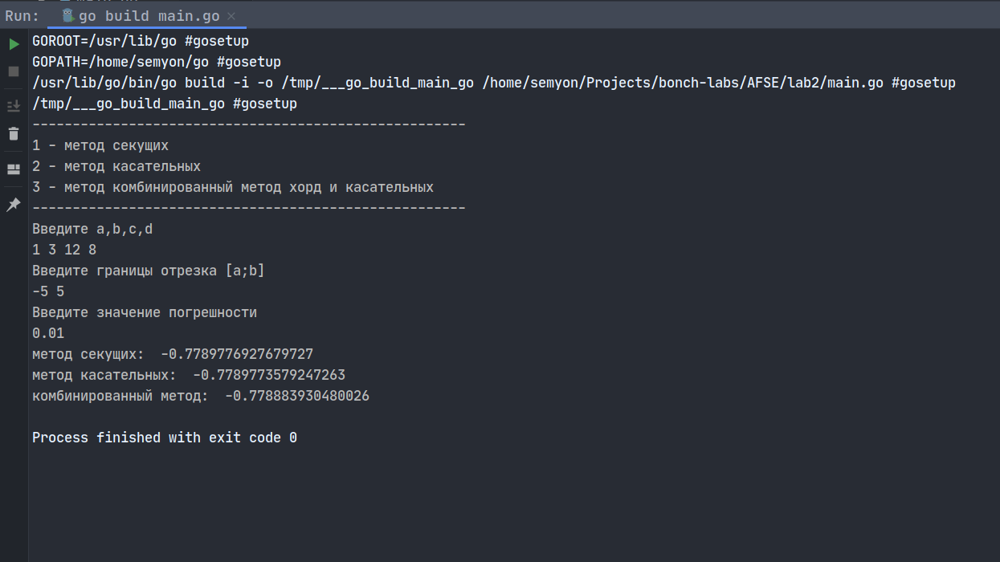 Run: go build main.go
GOROOT=/usr/lib/go #gosetup
GOPATH=/home/semyon/go #gosetup
/usr/lib/go/bin/go build -i -o /tmp/___go_build_main_go /home/semyon/Projects/bonch-labs/AFSE/lab2/main.go #gosetup
/tmp/___go_build_main_go #gosetup
------------------------------------------------------
1 - метод секущих
2 - метод касательных
3 - метод комбинированный метод хорд и касательных
------------------------------------------------------
Введите a,b,c,d
1 3 12 8
Введите границы отрезка [a;b]
-5 5
Введите значение погрешности
0.01
метод секущих:  -0.7789776927679727
метод касательных:  -0.7789773579247263
комбинированный метод:  -0.778883930480026
Process finished with exit code 0